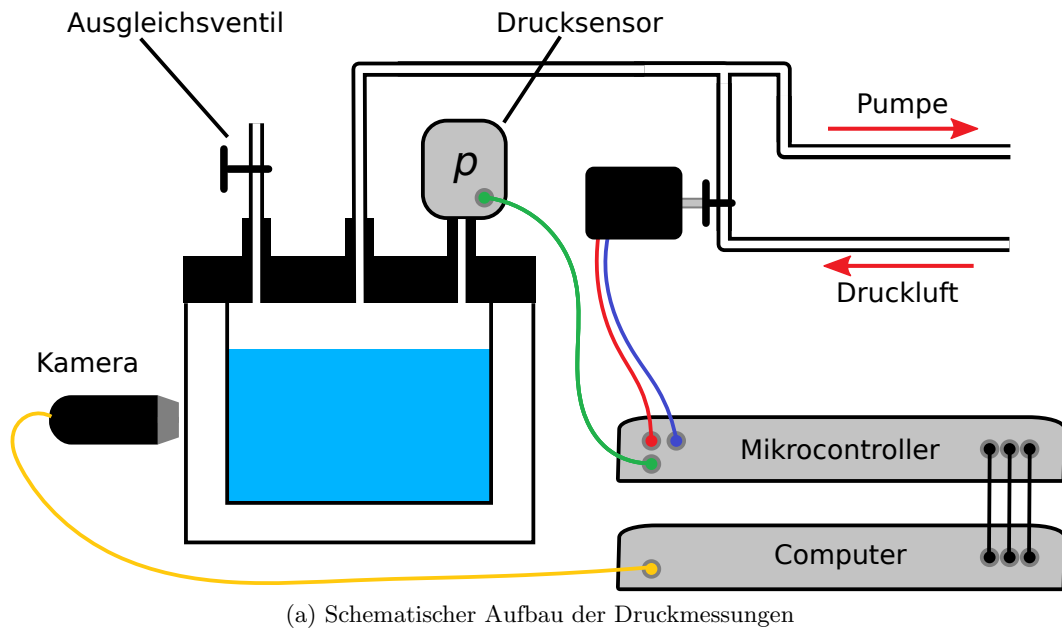 Ausgleichsventil
Drucksensor
Pumpe
p
Druckluft
Kamera
Mikrocontroller
Computer
(a) Schematischer Aufbau der Druckmessungen